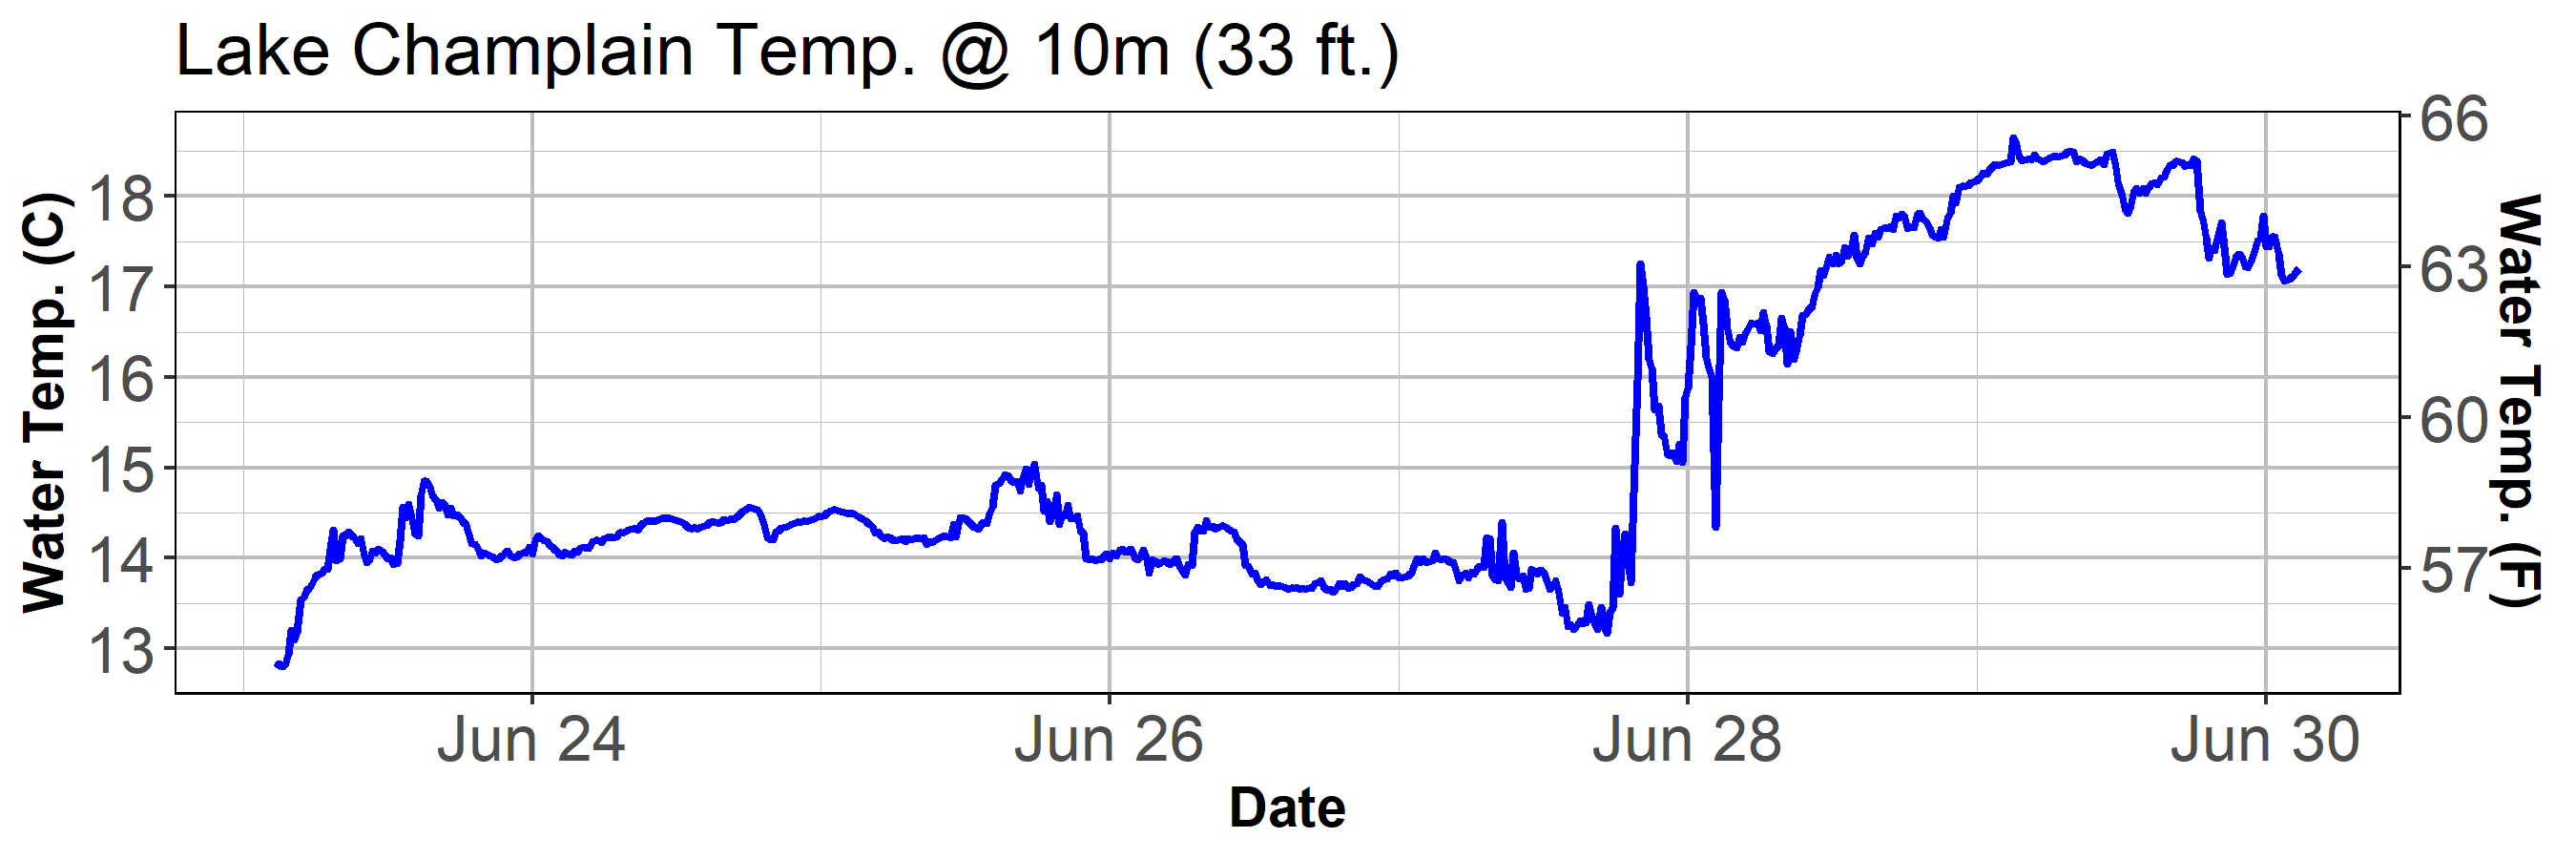 Lake Champlain Temp. @ 10m (33 ft.)
Water Temp. (C)
18
17
16
15
14
13
66
63
60
57
Water Temp. (F)
Jun 24 Jun 26 Jun 28 Jun 30
Date